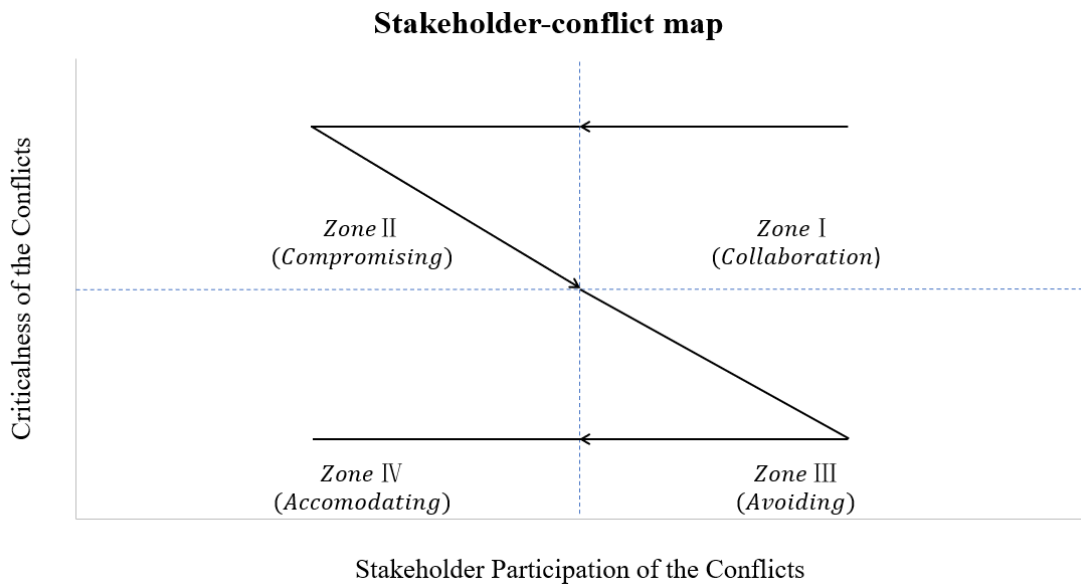 Stakeholder-conflict map
Criticalness of the Conflicts
Zone Ⅱ
(Compromising)
Zone Ⅰ
(Collaboration)
Zone Ⅳ
(Accomodating)
Zone Ⅲ
(Avoiding)
Stakeholder Participation of the Conflicts